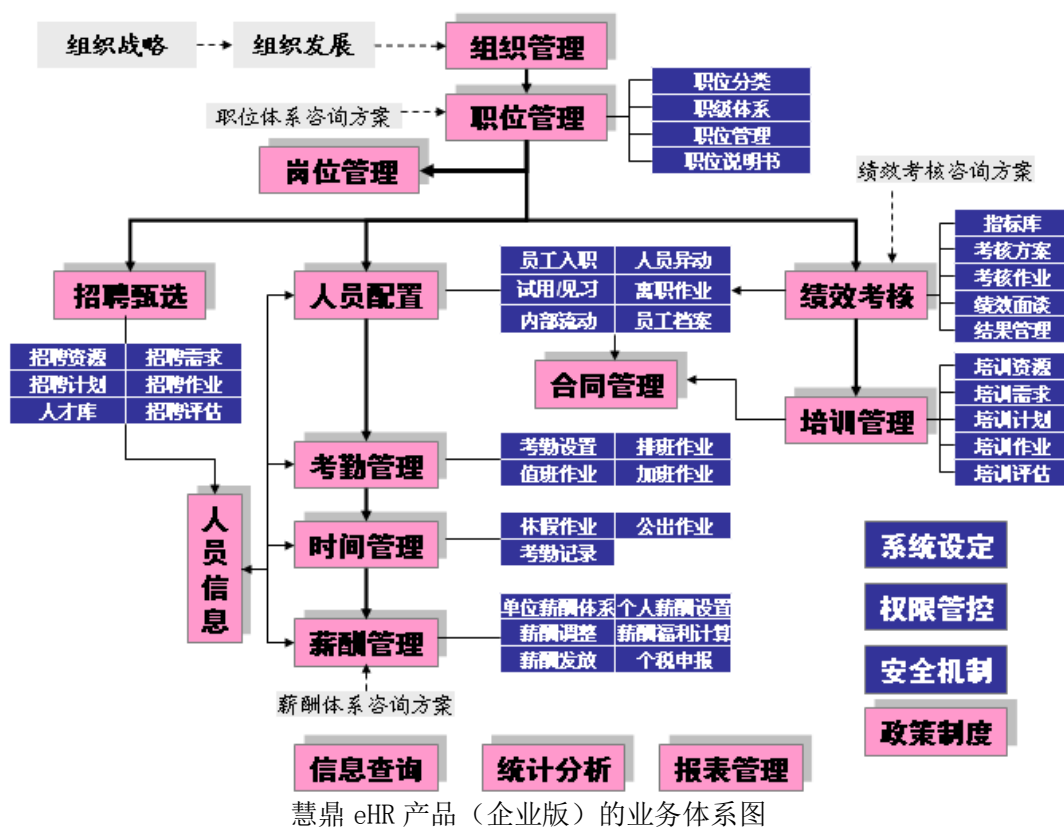 组织战略
组织发展
组织管理
职位体系咨询方案
职位管理
职位分类
职级体系
职位管理
职位说明书
岗位管理
绩效考核咨询方案
招聘甄选
人员配置
员工入职
人员异动
试用/见习
离职作业
内部流动
员工档案
绩效考核
指标库
考核方案
考核作业
绩效面谈
结果管理
招聘资源
招聘需求
招聘计划
招聘作业
人才库
招聘评估
合同管理
培训管理
培训资源
培训需求
培训计划
培训作业
培训评估
考勤管理
考勤设置
排班作业
值班作业
加班作业
人员信息
时间管理
休假作业
公出作业
考勤记录
薪酬管理
单位薪酬体系
个人薪酬设置
薪酬调整
薪酬福利计算
薪酬发放
个税申报
薪酬体系咨询方案
系统设定
权限管控
安全机制
政策制度
信息查询
统计分析
报表管理
慧鼎 eHR 产品（企业版）的业务体系图